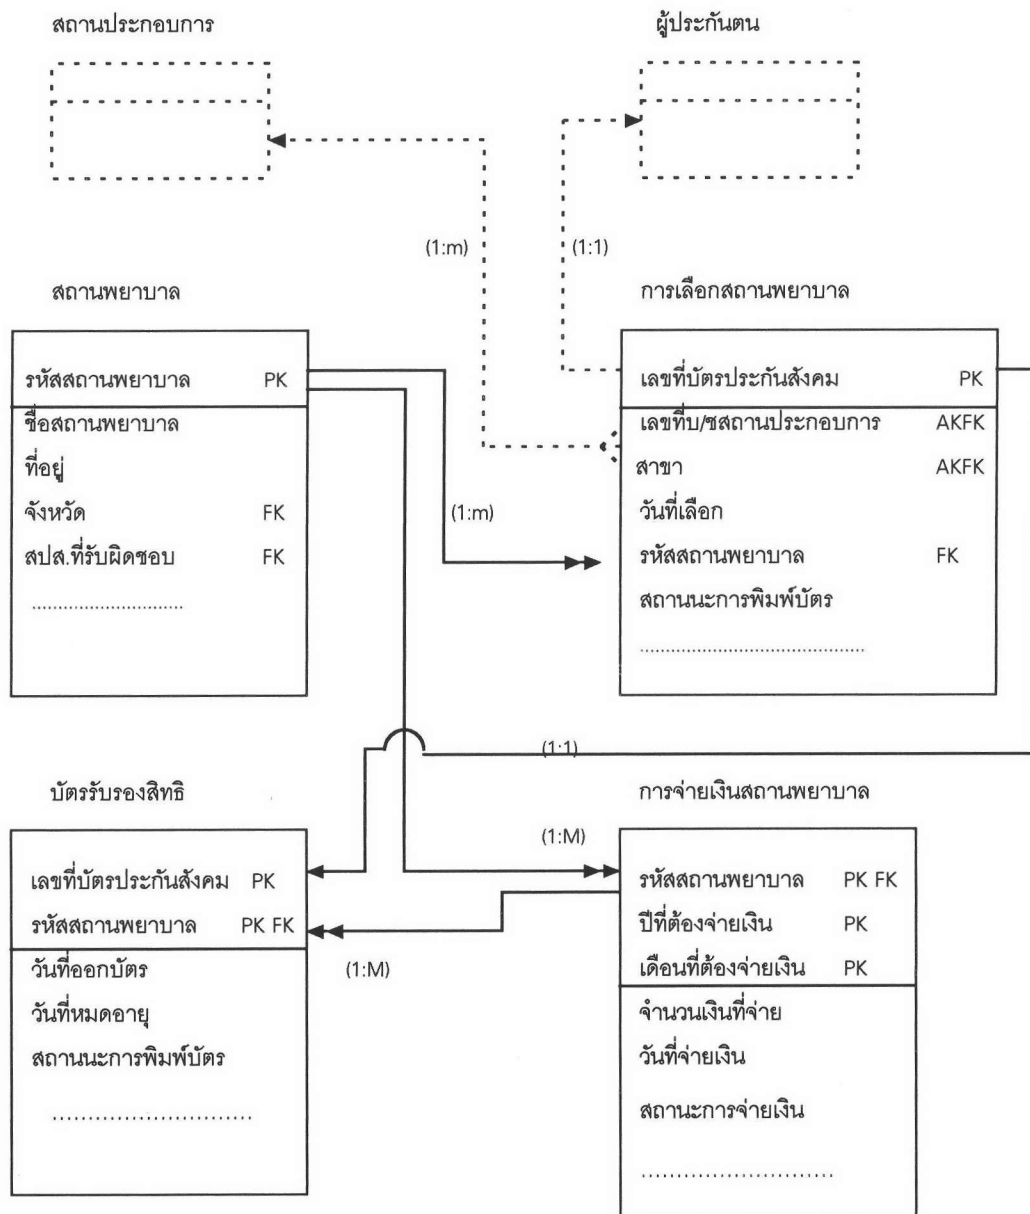 สถานประกอบการ
ผู้ประกันตน
(1:m)
(1:1)
สถานพยาบาล
รหัสสถานพยาบาล PK
ชื่อสถานพยาบาล
ที่อยู่
จังหวัด FK
สปส.ที่รับผิดชอบ FK
..............................
(1:m)
การเลือกสถานพยาบาล
เลขที่บัตรประกันสังคม PK
เลขที่บ/ชสถานประกอบการ AKFK
สาขา AKFK
วันที่เลือก
รหัสสถานพยาบาล FK
สถานนะการพิมพ์บัตร
..............................................
(1:1)
บัตรรับรองสิทธิ
เลขที่บัตรประกันสังคม PK
รหัสสถานพยาบาล PK FK
วันที่ออกบัตร
วันที่หมดอายุ
สถานนะการพิมพ์บัตร
............................
(1:M)
(1:M)
การจ่ายเงินสถานพยาบาล
รหัสสถานพยาบาล PK FK
ปีที่ต้องจ่ายเงิน PK
เดือนที่ต้องจ่ายเงิน PK
จำนวนเงินที่จ่าย
วันที่จ่ายเงิน
สถานะการจ่ายเงิน
............................